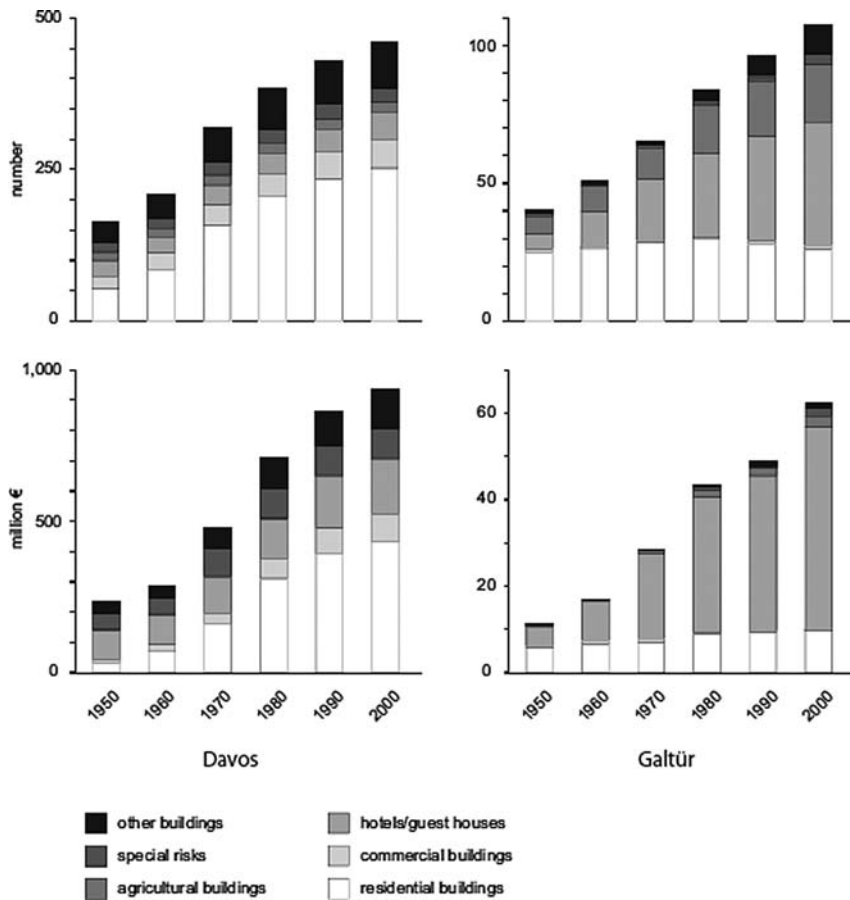 500
250
0
number
100
50
0
1,000
500
0
million €
60
40
20
0
1950
1960
1970
1980
1990
2000
1950
1960
1970
1980
1990
2000
Davos
Galtür
other buildings
hotels/guest houses
special risks
commercial buildings
agricultural buildings
residential buildings